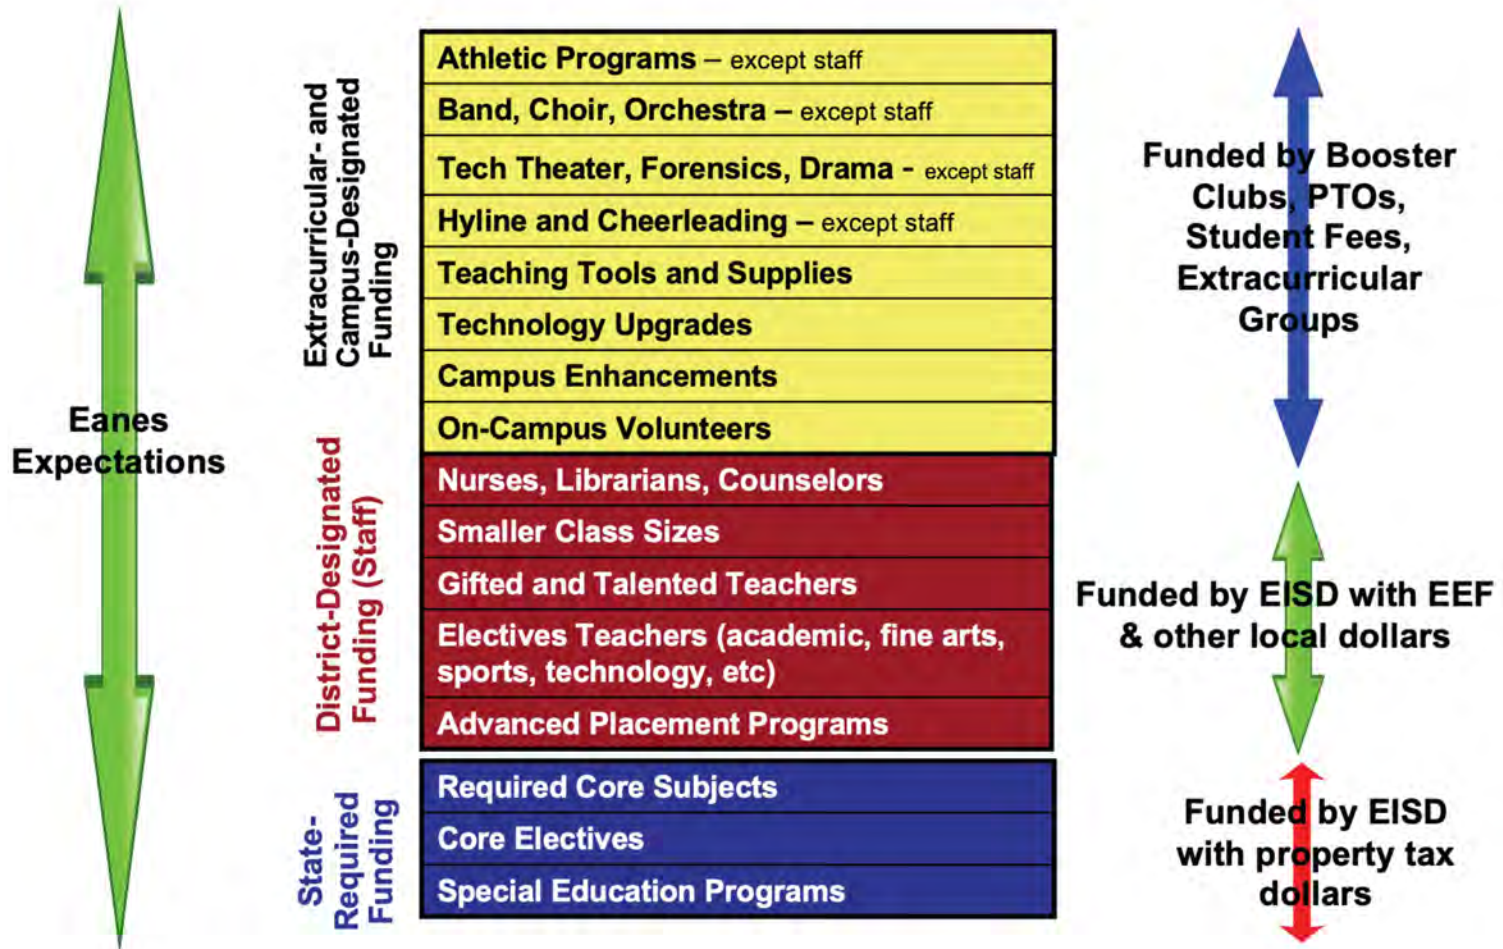 Eanes
Expectations
Extracurricular- and
Campus-Designated
Funding
District-Designated
Funding (Staff)
State-
Required
Funding
Athletic Programs – except staff
Band, Choir, Orchestra – except staff
Tech Theater, Forensics, Drama - except staff
Hyline and Cheerleading – except staff
Teaching Tools and Supplies
Technology Upgrades
Campus Enhancements
On-Campus Volunteers
Nurses, Librarians, Counselors
Smaller Class Sizes
Gifted and Talented Teachers
Electives Teachers (academic, fine arts,
sports, technology, etc)
Advanced Placement Programs
Required Core Subjects
Core Electives
Special Education Programs
Funded by Booster
Clubs, PTOs,
Student Fees,
Extracurricular
Groups
Funded by EISD with EEF
& other local dollars
Funded by EISD
with property tax
dollars